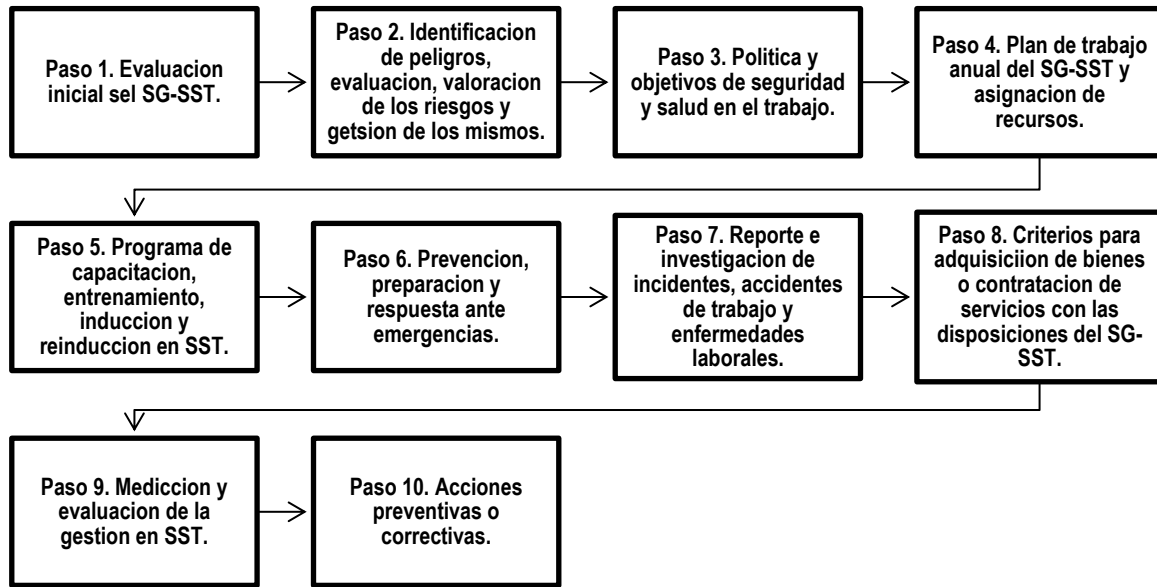 Paso 1. Evaluacion
inicial sel SG-SST.
Paso 2. Identificacion
de peligros,
evaluacion, valoracion
de los riesgos y
getsion de los mismos.
Paso 3. Politica y
objetivos de seguridad
y salud en el trabajo.
Paso 4. Plan de trabajo
anual del SG-SST y
asignacion de
recursos.
Paso 5. Programa de
capacitacion,
entrenamiento,
induccion y
reinduccion en SST.
Paso 6. Prevencion,
preparacion y
respuesta ante
emergencias.
Paso 7. Reporte e
investigacion de
incidentes, accidentes
de trabajo y
enfermedades
laborales.
Paso 8. Criterios para
adquisiciion de bienes
o contratacion de
servicios con las
disposiciones del SG-
SST.
Paso 9. Mediccion y
evaluacion de la
gestion en SST.
Paso 10. Acciones
preventivas o
correctivas.